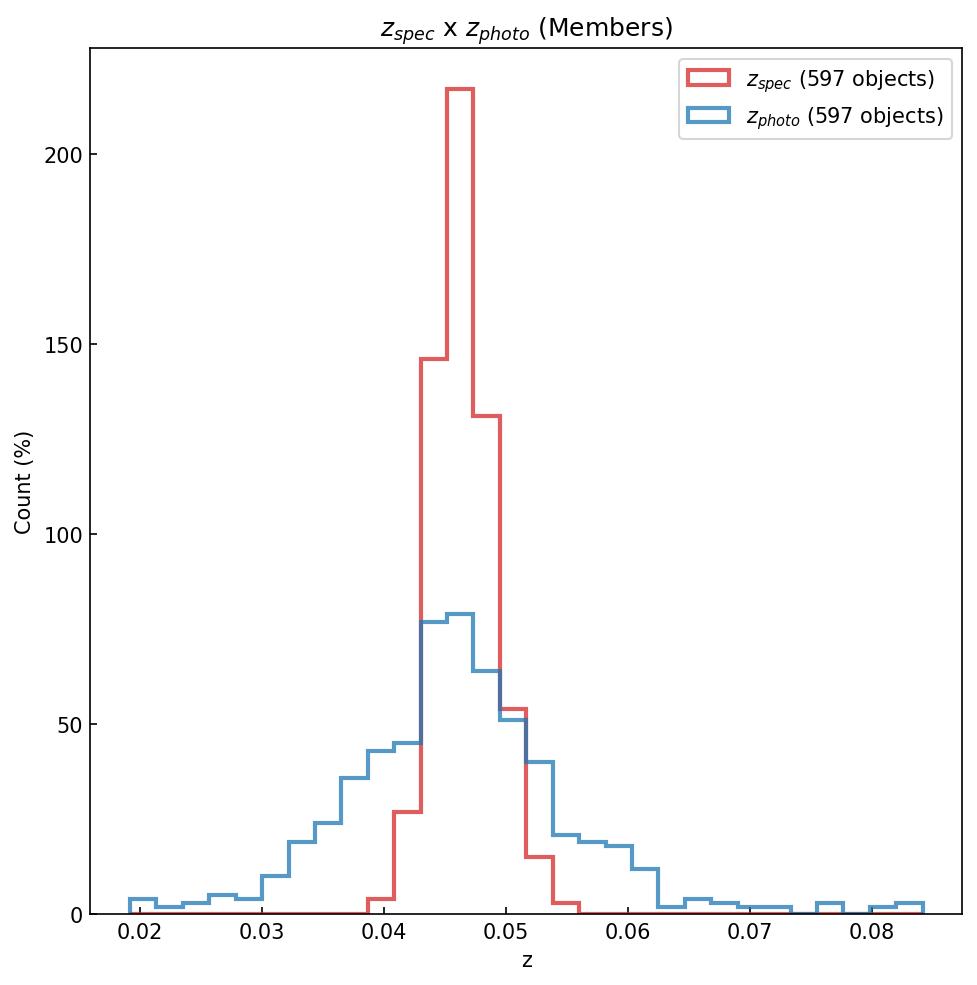 z_spec x z_photo (Members)
z_spec (597 objects)
z_photo (597 objects)
Count (%)
200
150
100
50
0
0.02 0.03 0.04 0.05 0.06 0.07 0.08
z